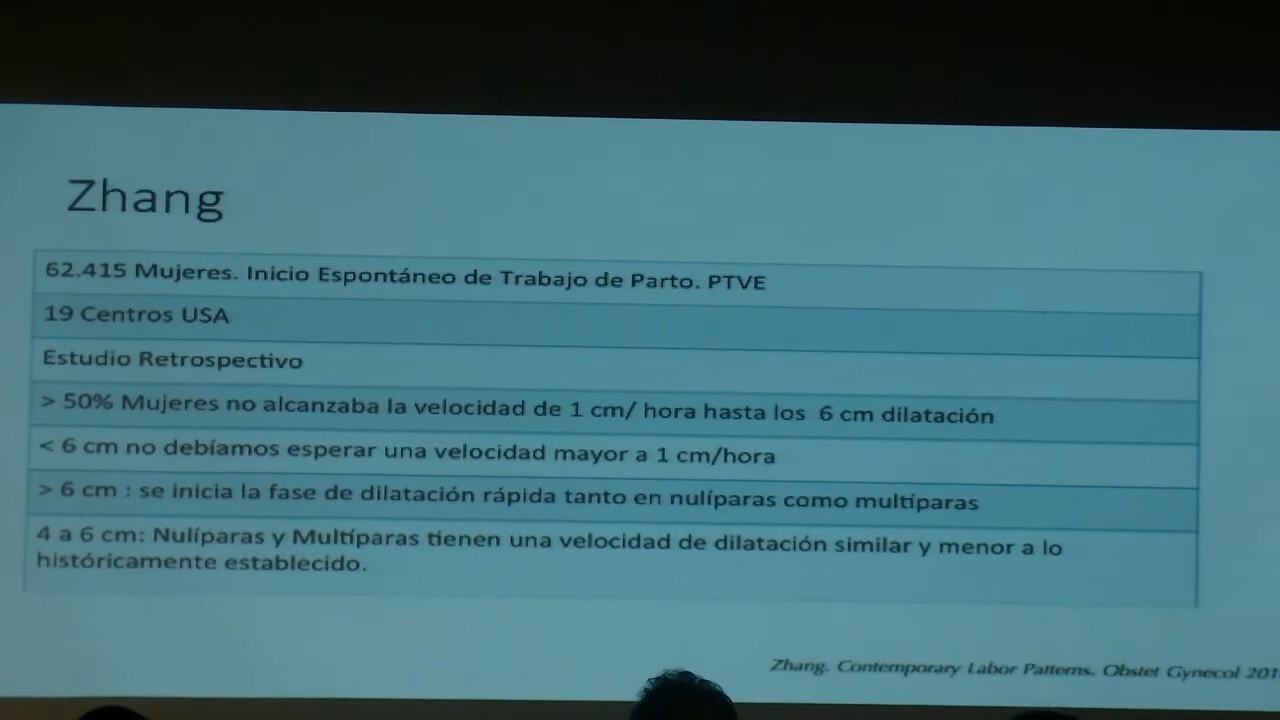 Zhang
62.415 Mujeres. Inicio Espontáneo de Trabajo de Parto. PTVE
19 Centros USA
Estudio Retrospectivo
> 50% Mujeres no alcanzaba la velocidad de 1 cm/ hora hasta los 6 cm dilatación
< 6 cm no debíamos esperar una velocidad mayor a 1 cm/hora
> 6 cm : se inicia la fase de dilatación rápida tanto en nulíparas como multíparas
4 a 6 cm: Nulíparas y Multíparas tienen una velocidad de dilatación similar y menor a lo
históricamente establecido.
Zhang. Contemporary Labor Patterns. Obstet Gynecol